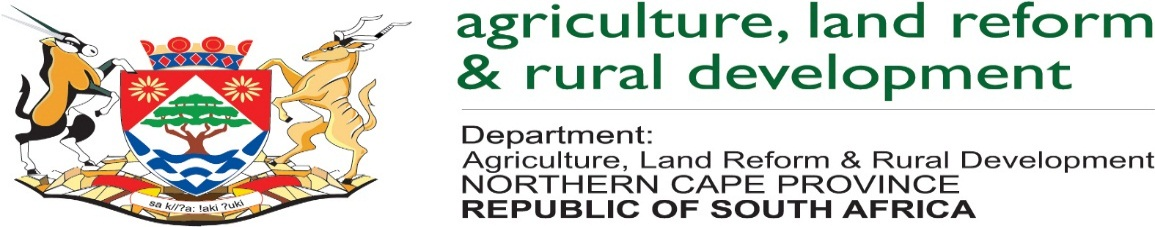 agriculture, land reform
& rural development
Department:
Agriculture, Land Reform & Rural Development
NORTHERN CAPE PROVINCE
REPUBLIC OF SOUTH AFRICA
sa k//?a: !aki ?uki